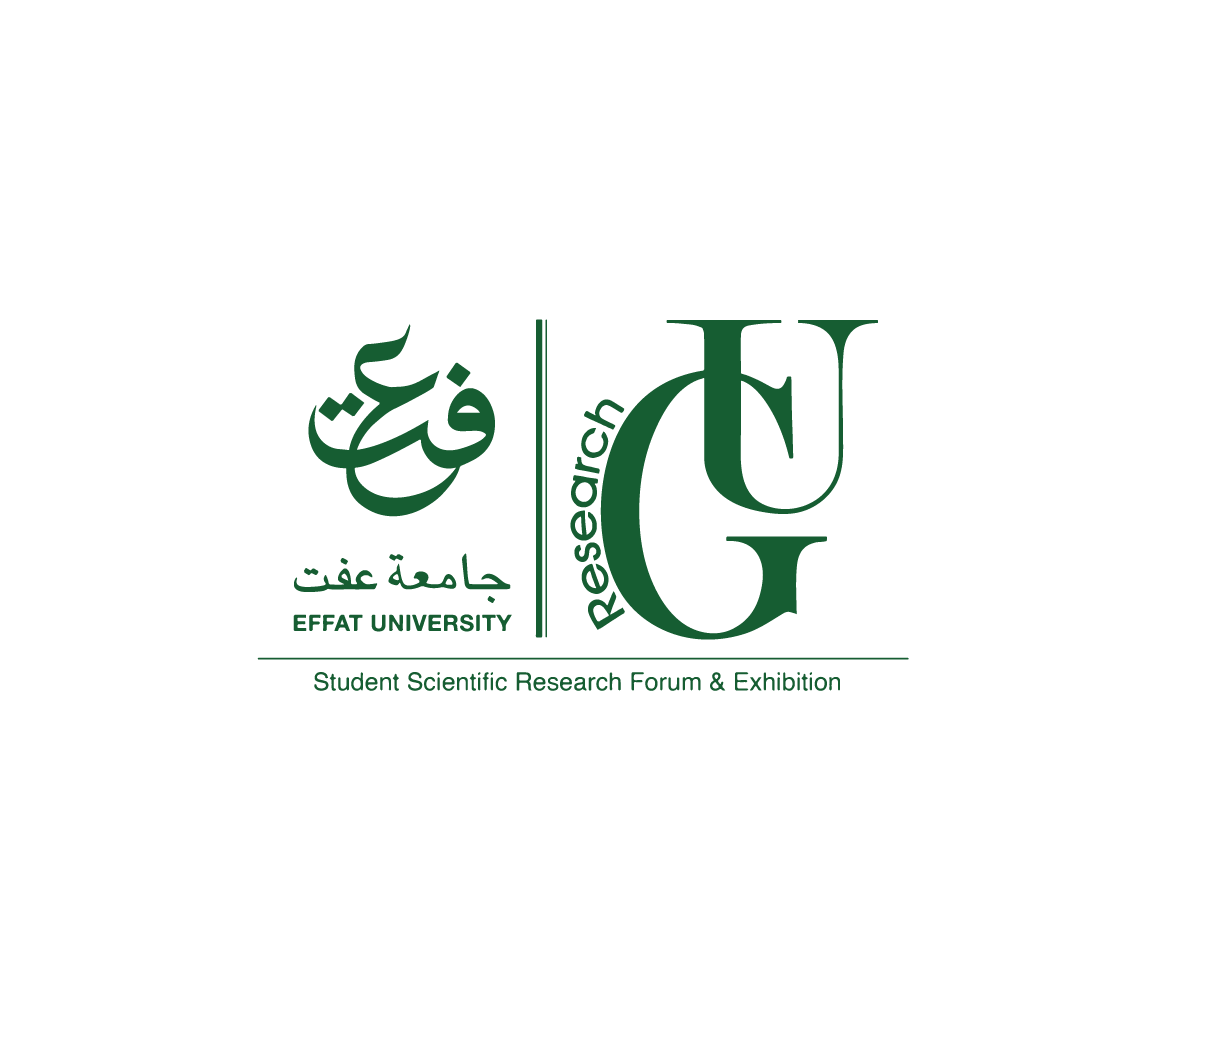 عفت
جامعة عفت
EFFAT UNIVERSITY
Research
UG
Student Scientific Research Forum & Exhibition